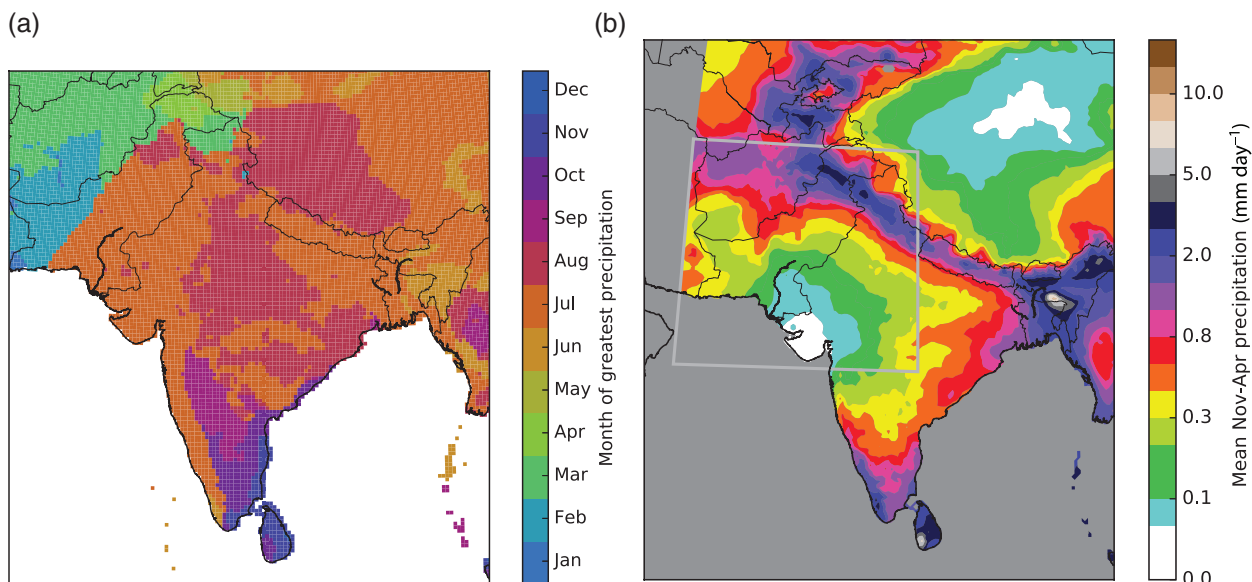 (a)
Dec
Nov
Oct
Sep
Aug
Jul
Jun
May
Apr
Mar
Feb
Jan
Month of greatest precipitation
(b)
10.0
5.0
2.0
0.8
0.3
0.1
0.0
Mean Nov-Apr precipitation (mm day⁻¹)